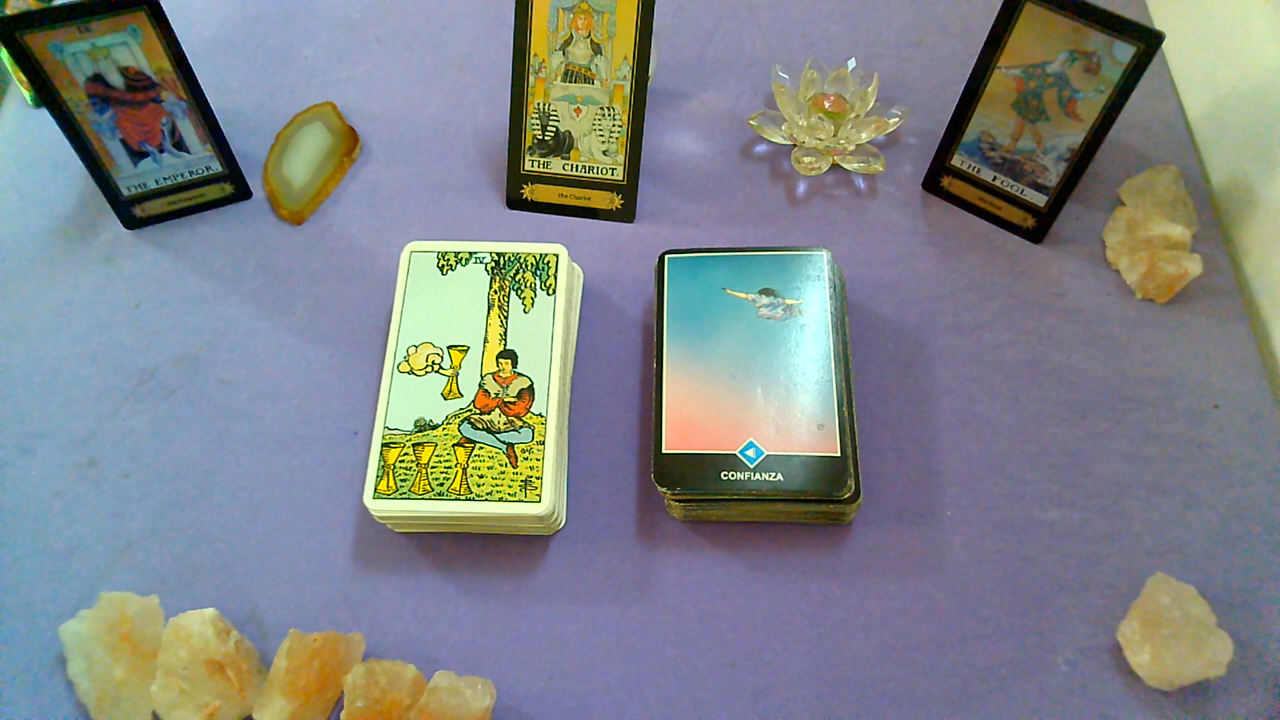 THE EMPEROR.
THE CHARIOT.
the Chariot
THE FOOL.
IV
CONFIANZA